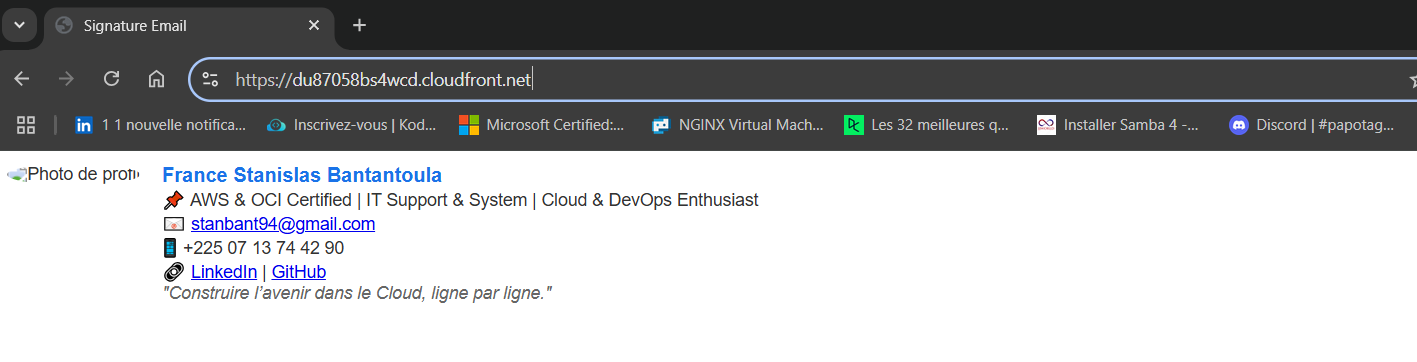 Signature Email
https://du87058bs4wcd.cloudfront.net
1 1 nouvelle notifica...
Inscrivez-vous | Kod...
Microsoft Certified:...
NGINX Virtual Mach...
Les 32 meilleures q...
Installer Samba 4 -...
Discord | #papotag...
Photo de
France Stanislas Bantantoula
AWS & OCI Certified | IT Support & System | Cloud & DevOps Enthusiast
stanbant94@gmail.com
+225 07 13 74 42 90
LinkedIn | GitHub
"Construire l’avenir dans le Cloud, ligne par ligne."